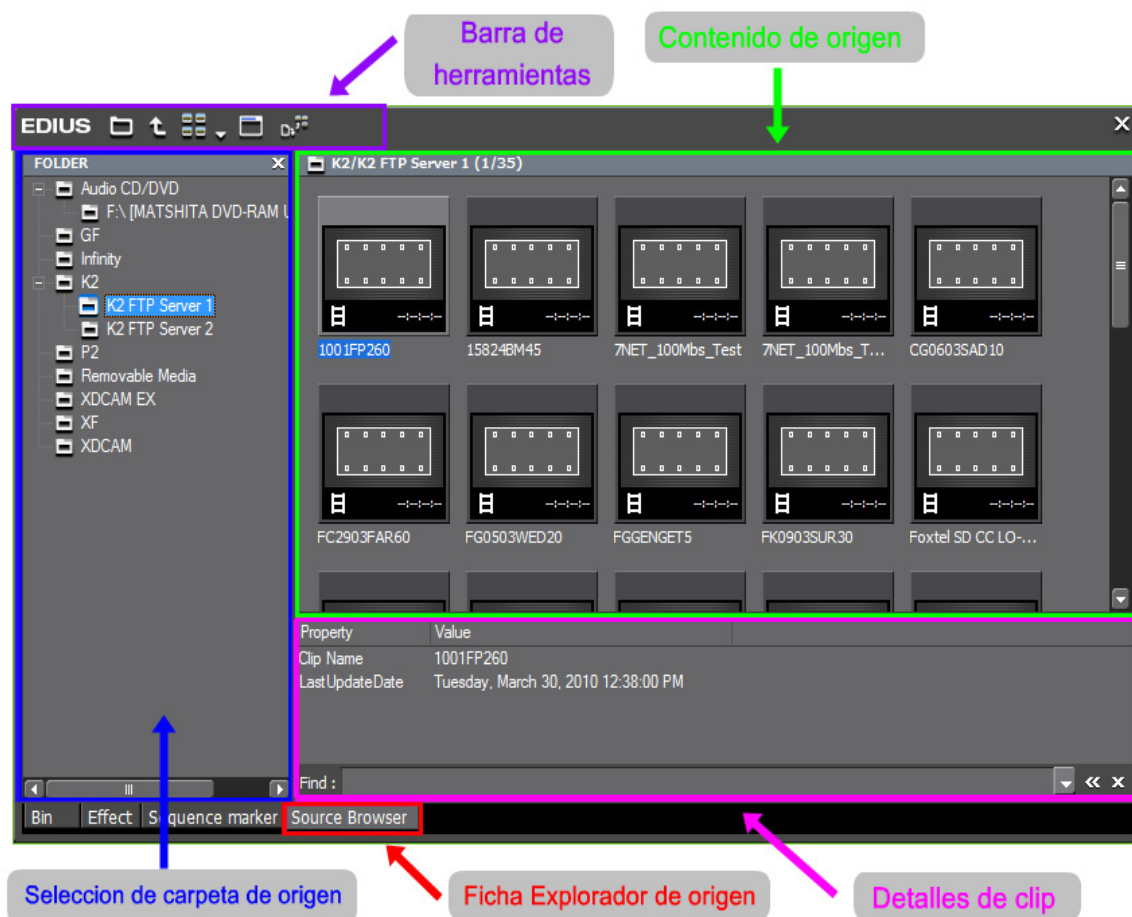 Barra de
herramientas
Contenido de origen
EDIUS
FOLDER
Audio CD/DVD
F:\ [MATSHITA DVD-RAM
GF
Infinity
K2
K2 FTP Server 1
K2 FTP Server 2
P2
Removable Media
XDCAM EX
XF
XDCAM
K2/K2 FTP Server 1 (1/35)
--:--:--:-- --:--:--:-- --:--:--:-- --:--:--:-- --:--:--:--
1001FP260 15824BM45 7NET_100Mbs_Test 7NET_100Mbs_T... CG0603SAD10
--:--:--:-- --:--:--:-- --:--:--:-- --:--:--:-- --:--:--:--
FC2903FAR60 FG0503WED20 FGGENGET5 FK0903SUR30 Foxtel SD CC LO-...
Property Value
Clip Name 1001FP260
LastUpdateDate Tuesday, March 30, 2010 12:38:00 PM
Find :
Bin Effect Sequence marker Source Browser
Seleccion de carpeta de origen
Ficha Explorador de origen
Detalles de clip